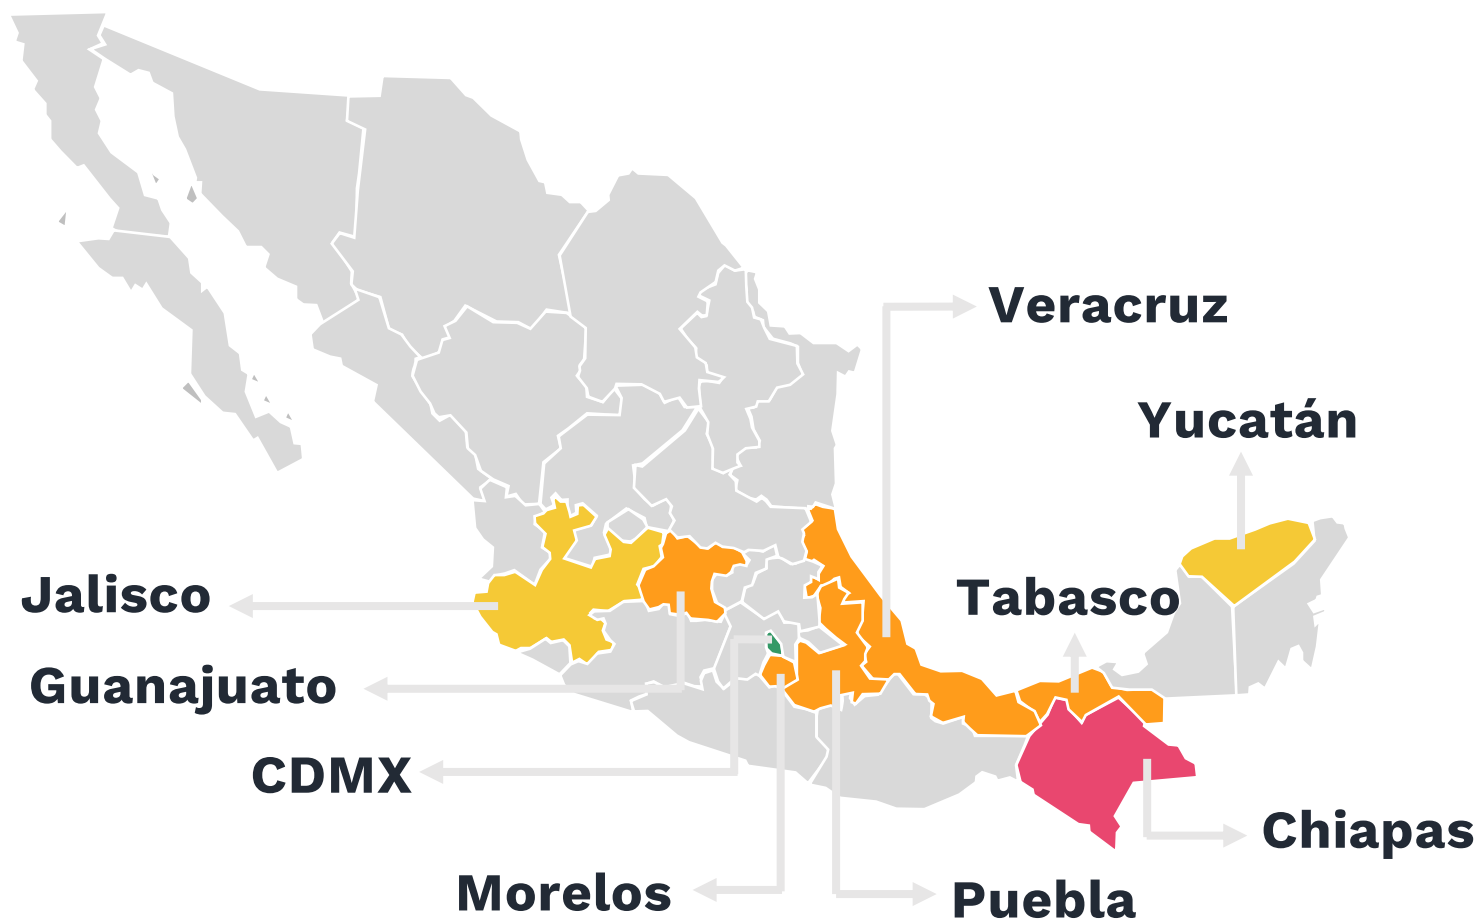 Veracruz
Yucatán
Tabasco
Jalisco
Guanajuato
CDMX
Chiapas
Morelos
Puebla